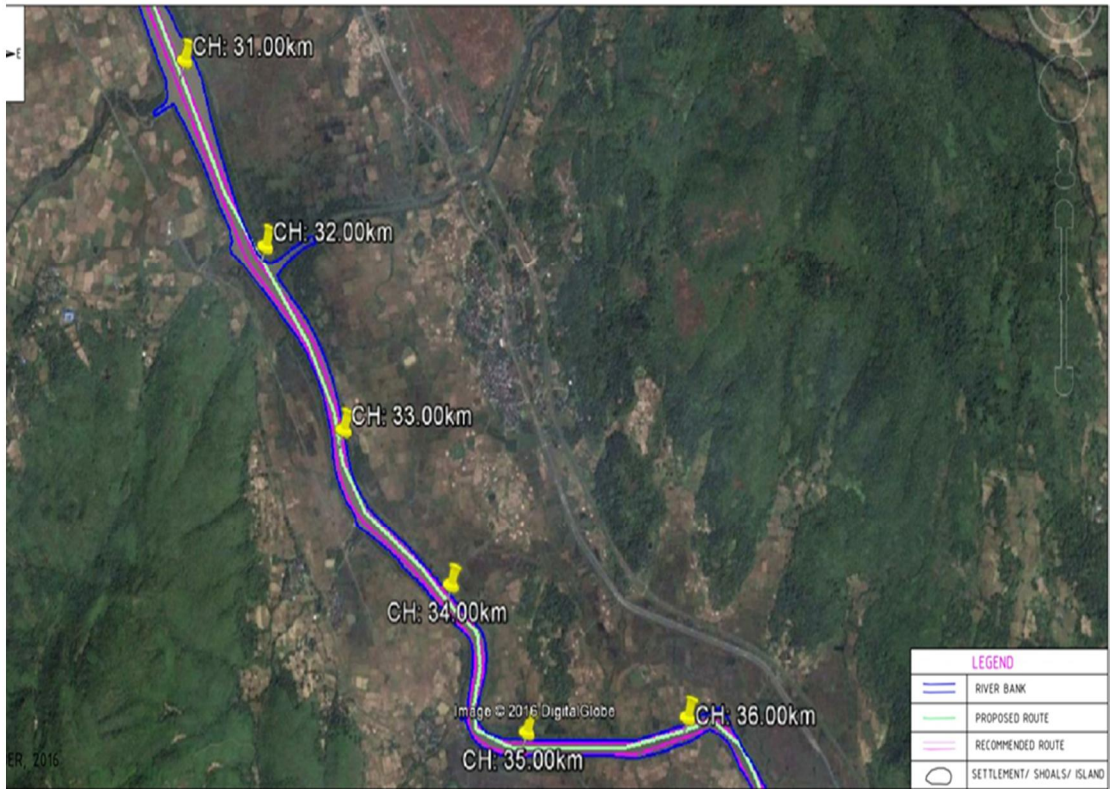 E
CH: 31.00km
CH: 32.00km
CH: 33.00km
CH: 34.00km
Image © 2016 DigitalGlobe
CH: 36.00km
CH: 35.00km
ER, 2016
LEGEND
RIVER BANK
PROPOSED ROUTE
RECOMMENDED ROUTE
SETTLEMENT/ SHOALS/ ISLAND